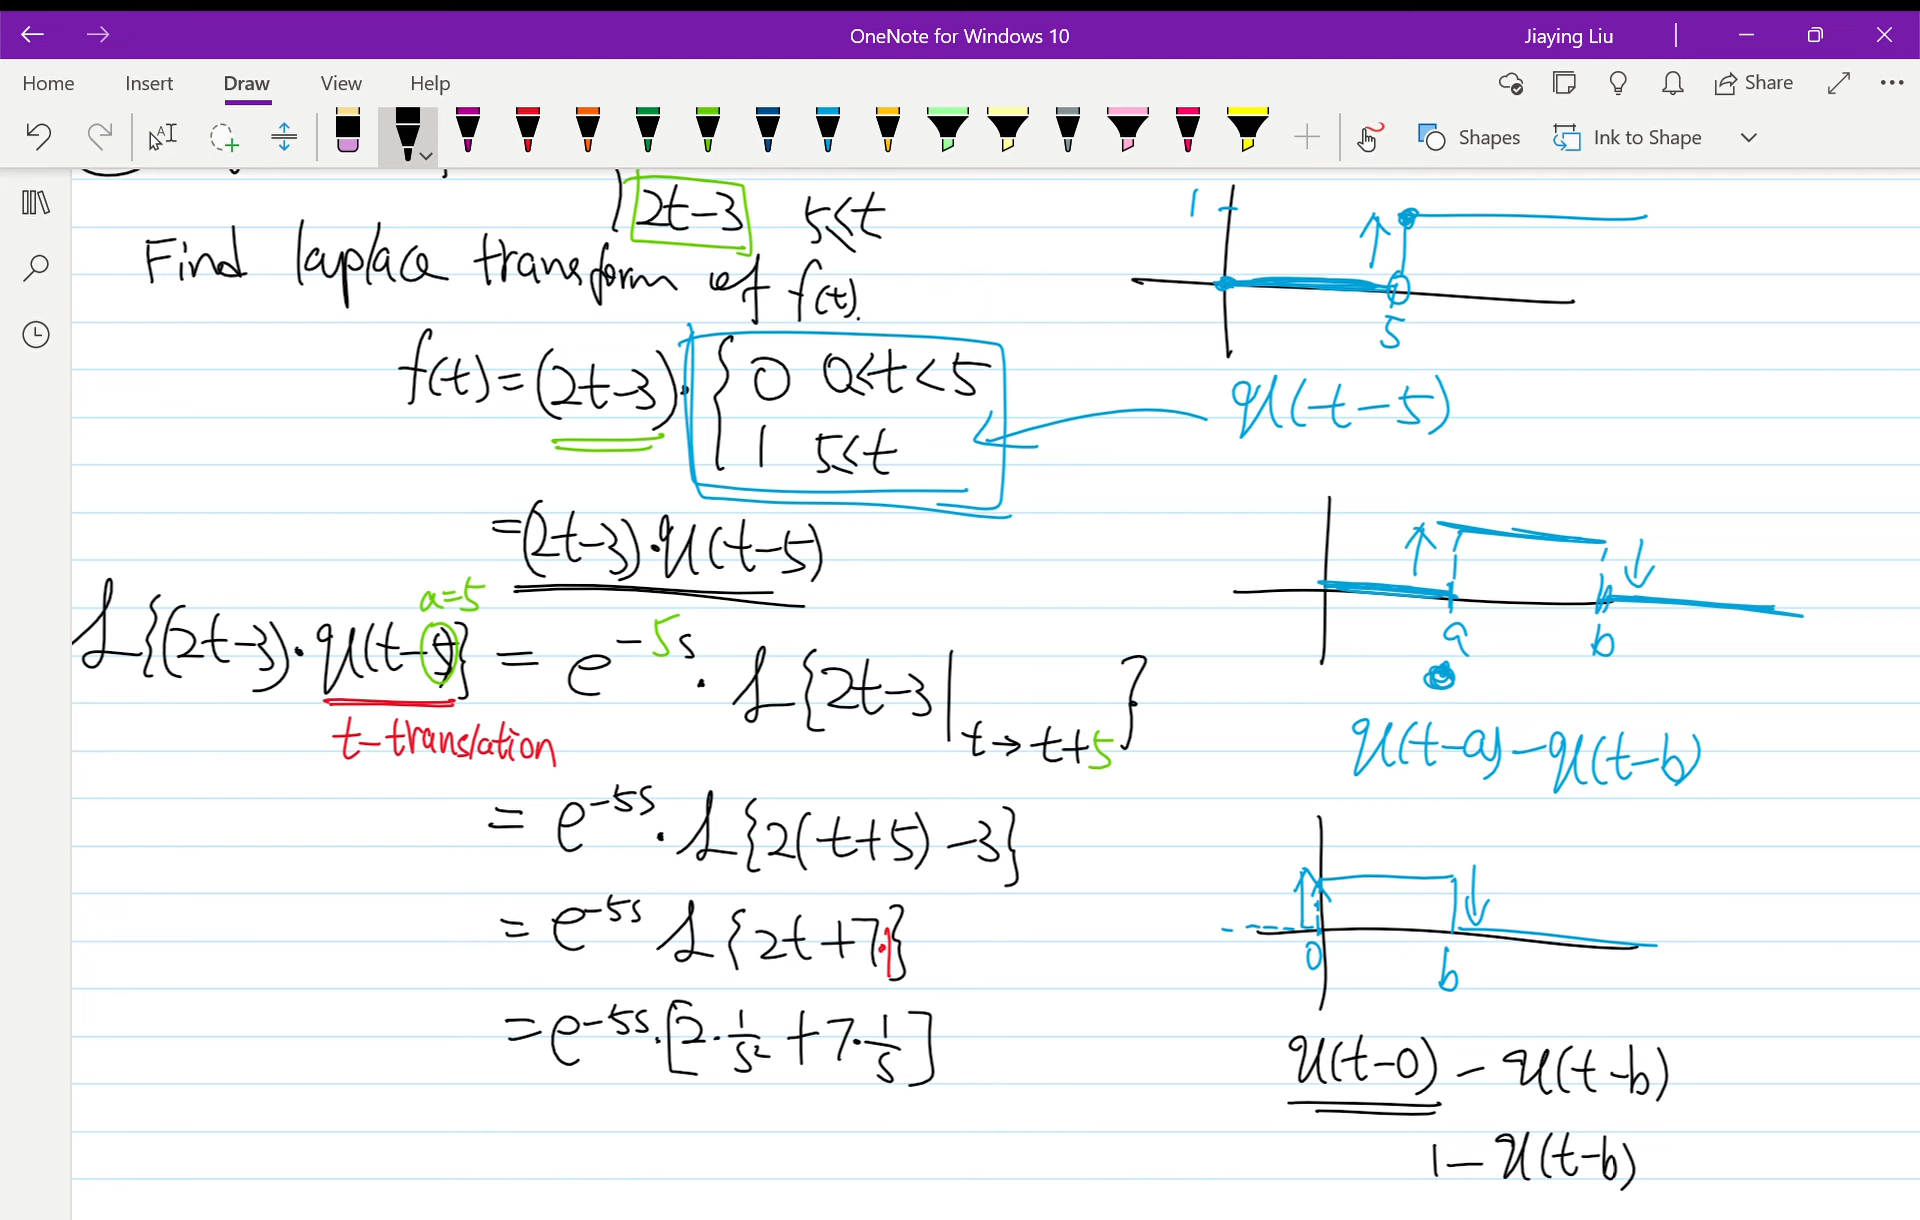 OneNote for Windows 10
Jiaying Liu
Home Insert Draw View Help
Share
Shapes
Ink to Shape
2t-3 5≤t
Find laplace transform of f(t).
f(t)=(2t-3)·{ 0 0<t<5
1 5≤t
=(2t-3)·U(t-5)
a=5
ℒ{(2t-3)·U(t-5)} = e^-5s · ℒ{2t-3| t→t+5 }
t-translation
= e^-5s · ℒ{2(t+5)-3}
= e^-5s ℒ{2t+7·1}
= e^-5s·[2·1/s² + 7·1/s]
1
5
U(t-5)
a b
U(t-a)-U(t-b)
0 b
U(t-0) - U(t-b)
1-U(t-b)